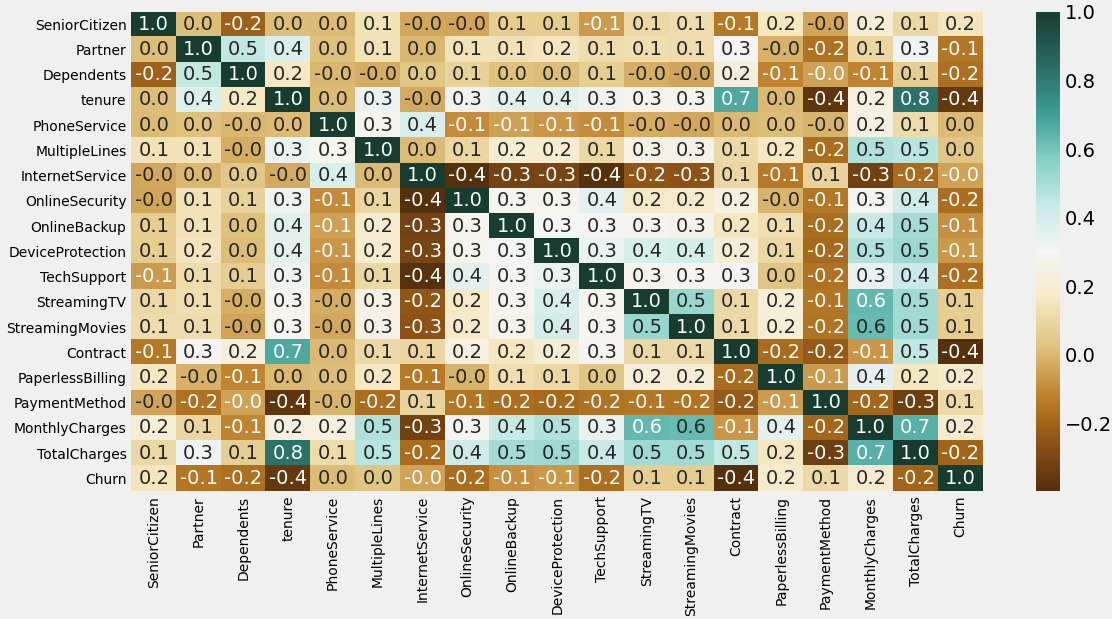 SeniorCitizen 1.0 0.0 -0.2 0.0 0.0 0.1 -0.0 -0.0 0.1 0.1 -0.1 0.1 0.1 -0.1 0.2 -0.0 0.2 0.1 0.2
Partner 0.0 1.0 0.5 0.4 0.0 0.1 0.0 0.1 0.1 0.2 0.1 0.1 0.1 0.3 -0.0 -0.2 0.1 0.3 -0.1
Dependents -0.2 0.5 1.0 0.2 -0.0 -0.0 0.0 0.1 0.0 0.0 0.1 -0.0 -0.0 0.2 -0.1 -0.0 -0.1 0.1 -0.2
tenure 0.0 0.4 0.2 1.0 0.0 0.3 -0.0 0.3 0.4 0.4 0.3 0.3 0.3 0.7 0.0 -0.4 0.2 0.8 -0.4
PhoneService 0.0 0.0 -0.0 0.0 1.0 0.3 0.4 -0.1 -0.1 -0.1 -0.1 -0.0 -0.0 0.0 0.0 -0.0 0.2 0.1 0.0
MultipleLines 0.1 0.1 -0.0 0.3 0.3 1.0 0.0 0.1 0.2 0.2 0.1 0.3 0.3 0.1 0.2 -0.2 0.5 0.5 0.0
InternetService -0.0 0.0 0.0 -0.0 0.4 0.0 1.0 -0.4 -0.3 -0.3 -0.4 -0.2 -0.3 0.1 -0.1 0.1 -0.3 -0.2 -0.0
OnlineSecurity -0.0 0.1 0.1 0.3 -0.1 0.1 -0.4 1.0 0.3 0.3 0.4 0.2 0.2 0.2 -0.0 -0.1 0.3 0.4 -0.2
OnlineBackup 0.1 0.1 0.0 0.4 -0.1 0.2 -0.3 0.3 1.0 0.3 0.3 0.3 0.3 0.2 0.1 -0.2 0.4 0.5 -0.1
DeviceProtection 0.1 0.2 0.0 0.4 -0.1 0.2 -0.3 0.3 0.3 1.0 0.3 0.4 0.4 0.2 0.1 -0.2 0.5 0.5 -0.1
TechSupport -0.1 0.1 0.1 0.3 -0.1 0.1 -0.4 0.4 0.3 0.3 1.0 0.3 0.3 0.3 0.0 -0.2 0.3 0.4 -0.2
StreamingTV 0.1 0.1 -0.0 0.3 -0.0 0.3 -0.2 0.2 0.3 0.4 0.3 1.0 0.5 0.1 0.2 -0.1 0.6 0.5 0.1
StreamingMovies 0.1 0.1 -0.0 0.3 -0.0 0.3 -0.3 0.2 0.3 0.4 0.3 0.5 1.0 0.1 0.2 -0.2 0.6 0.5 0.1
Contract -0.1 0.3 0.2 0.7 0.0 0.1 0.1 0.2 0.2 0.2 0.3 0.1 0.1 1.0 -0.2 -0.2 -0.1 0.5 -0.4
PaperlessBilling 0.2 -0.0 -0.1 0.0 0.0 0.2 -0.1 -0.0 0.1 0.1 0.0 0.2 0.2 -0.2 1.0 -0.1 0.4 0.2 0.2
PaymentMethod -0.0 -0.2 -0.0 -0.4 -0.0 -0.2 0.1 -0.1 -0.2 -0.2 -0.2 -0.1 -0.2 -0.2 -0.1 1.0 -0.2 -0.3 0.1
MonthlyCharges 0.2 0.1 -0.1 0.2 0.2 0.5 -0.3 0.3 0.4 0.5 0.3 0.6 0.6 -0.1 0.4 -0.2 1.0 0.7 0.2
TotalCharges 0.1 0.3 0.1 0.8 0.1 0.5 -0.2 0.4 0.5 0.5 0.4 0.5 0.5 0.5 0.2 -0.3 0.7 1.0 -0.2
Churn 0.2 -0.1 -0.2 -0.4 0.0 0.0 -0.0 -0.2 -0.1 -0.1 -0.2 0.1 0.1 -0.4 0.2 0.1 0.2 -0.2 1.0
SeniorCitizen
Partner
Dependents
tenure
PhoneService
MultipleLines
InternetService
OnlineSecurity
OnlineBackup
DeviceProtection
TechSupport
StreamingTV
StreamingMovies
Contract
PaperlessBilling
PaymentMethod
MonthlyCharges
TotalCharges
Churn
1.0
0.8
0.6
0.4
0.2
0.0
−0.2